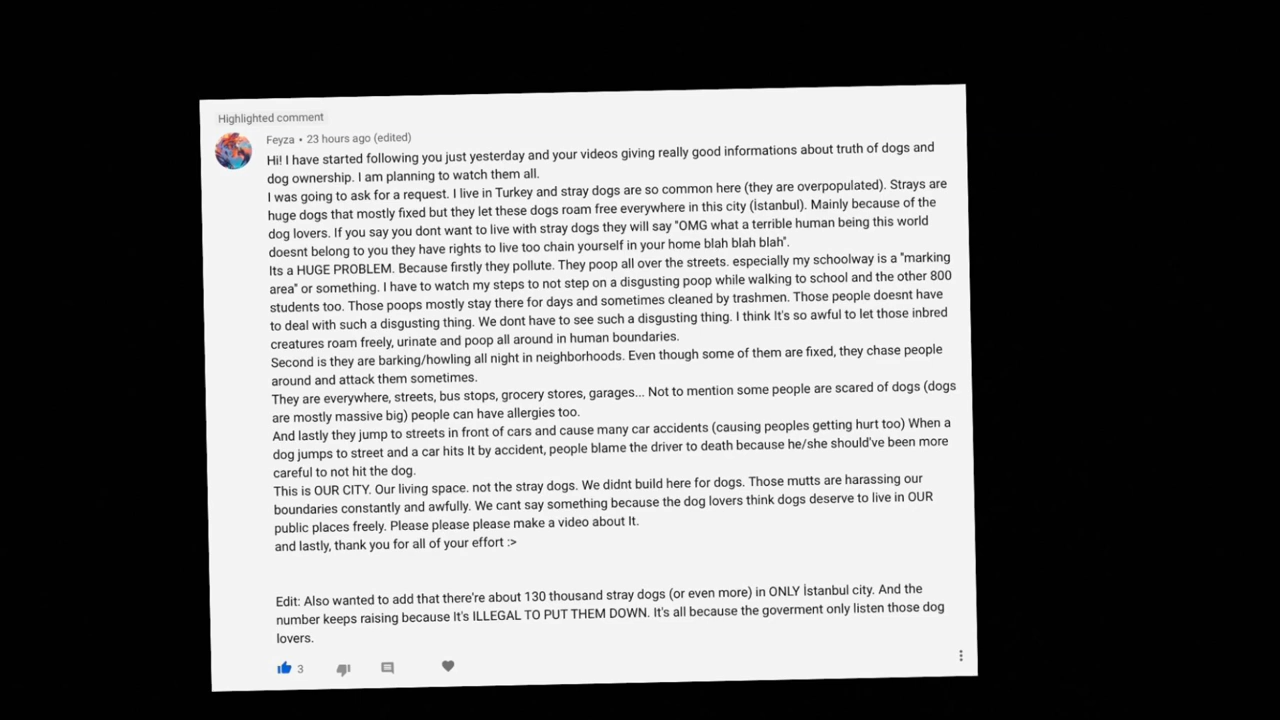 Highlighted comment
Feyza • 23 hours ago (edited)
Hi! I have started following you just yesterday and your videos giving really good informations about truth of dogs and
dog ownership. I am planning to watch them all.
I was going to ask for a request. I live in Turkey and stray dogs are so common here (they are overpopulated). Strays are
huge dogs that mostly fixed but they let these dogs roam free everywhere in this city (İstanbul). Mainly because of the
dog lovers. If you say you dont want to live with stray dogs they will say "OMG what a terrible human being this world
doesnt belong to you they have rights to live too chain yourself in your home blah blah blah".
Its a HUGE PROBLEM. Because firstly they pollute. They poop all over the streets. especially my schoolway is a "marking
area" or something. I have to watch my steps to not step on a disgusting poop while walking to school and the other 800
students too. Those poops mostly stay there for days and sometimes cleaned by trashmen. Those people doesnt have
to deal with such a disgusting thing. We dont have to see such a disgusting thing. I think It's so awful to let those inbred
creatures roam freely, urinate and poop all around in human boundaries.
Second is they are barking/howling all night in neighborhoods. Even though some of them are fixed, they chase people
around and attack them sometimes.
They are everywhere, streets, bus stops, grocery stores, garages... Not to mention some people are scared of dogs (dogs
are mostly massive big) people can have allergies too.
And lastly they jump to streets in front of cars and cause many car accidents (causing peoples getting hurt too) When a
dog jumps to street and a car hits It by accident, people blame the driver to death because he/she should've been more
careful to not hit the dog.
This is OUR CITY. Our living space. not the stray dogs. We didnt build here for dogs. Those mutts are harassing our
boundaries constantly and awfully. We cant say something because the dog lovers think dogs deserve to live in OUR
public places freely. Please please please make a video about It.
and lastly, thank you for all of your effort :>
Edit: Also wanted to add that there're about 130 thousand stray dogs (or even more) in ONLY İstanbul city. And the
number keeps raising because It's ILLEGAL TO PUT THEM DOWN. It's all because the goverment only listen those dog
lovers.
3